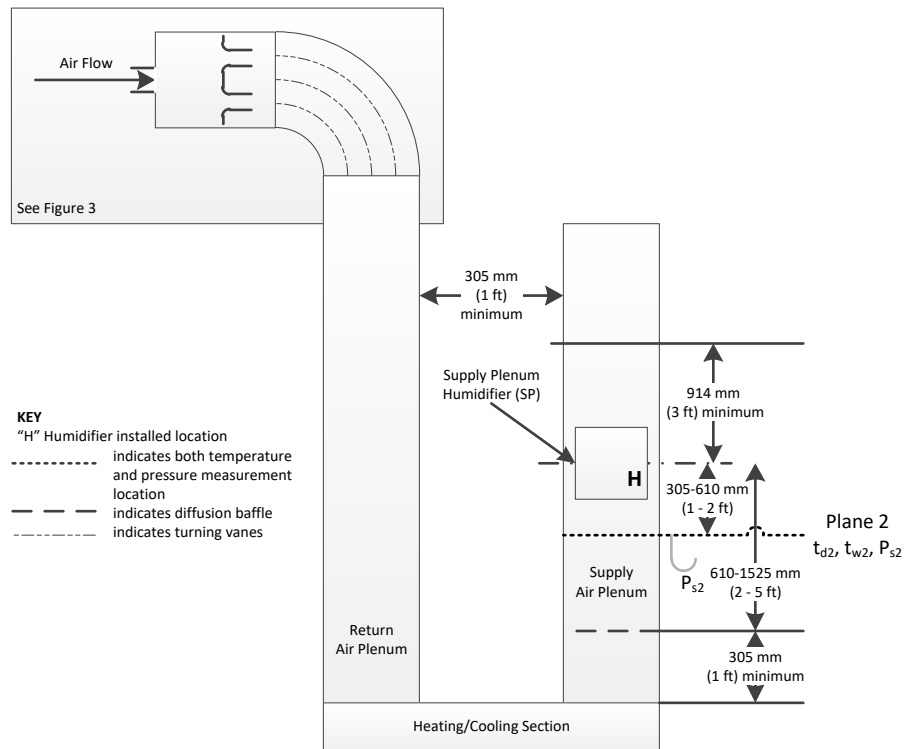 Air Flow
See Figure 3
305 mm
(1 ft)
minimum
Supply Plenum
Humidifier (SP)
914 mm
(3 ft) minimum
KEY
“H” Humidifier installed location
indicates both temperature
and pressure measurement
location
indicates diffusion baffle
indicates turning vanes
H
305-610 mm
(1 - 2 ft)
Plane 2
td2, tw2, Ps2
Ps2
610-1525 mm
(2 - 5 ft)
Supply
Air Plenum
Return
Air Plenum
305 mm
(1 ft) minimum
Heating/Cooling Section